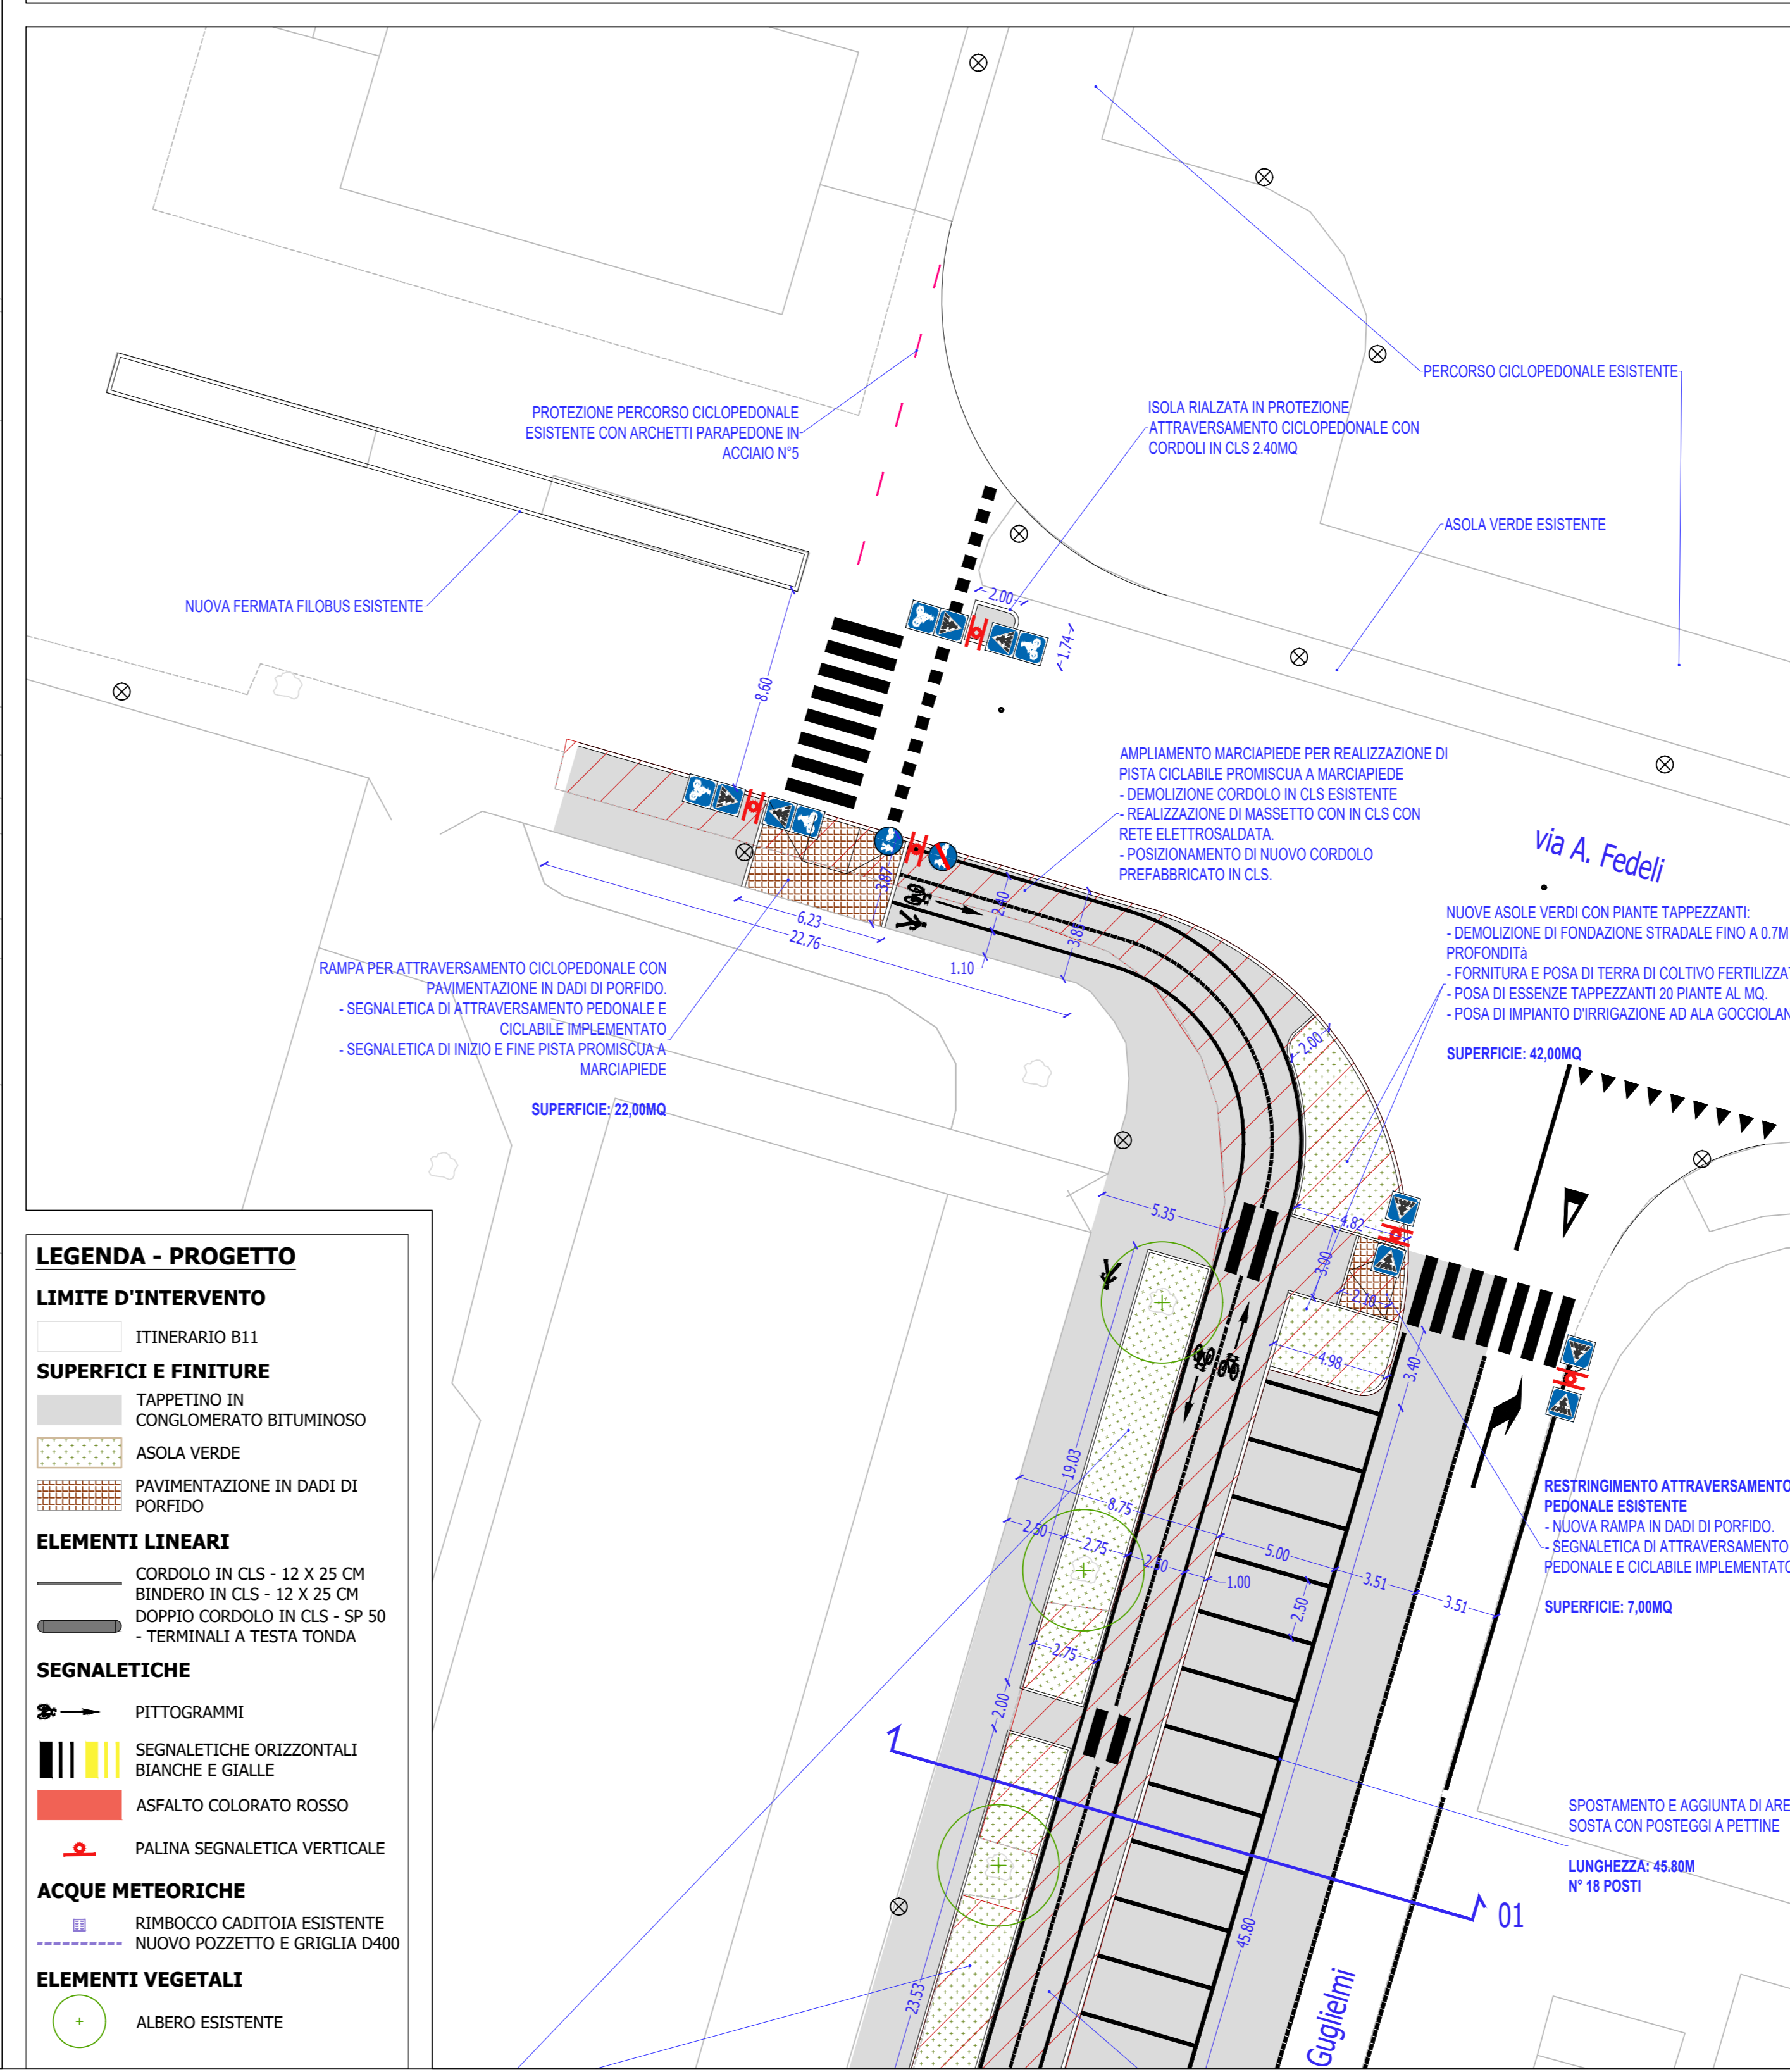 PERCORSO CICLOPEDONALE ESISTENTE
PROTEZIONE PERCORSO CICLOPEDONALE
ESISTENTE CON ARCHETTI PARAPEDONE IN
ACCIAIO N°5
ISOLA RIALZATA IN PROTEZIONE
ATTRAVERSAMENTO CICLOPEDONALE CON
CORDOLI IN CLS 2.40MQ
ASOLA VERDE ESISTENTE
NUOVA FERMATA FILOBUS ESISTENTE
2.00
1.74
8.60
AMPLIAMENTO MARCIAPIEDE PER REALIZZAZIONE DI
PISTA CICLABILE PROMISCUA A MARCIAPIEDE
- DEMOLIZIONE CORDOLO IN CLS ESISTENTE
- REALIZZAZIONE DI MASSETTO CON IN CLS CON
RETE ELETTROSALDATA.
- POSIZIONAMENTO DI NUOVO CORDOLO
PREFABBRICATO IN CLS.
via A. Fedeli
3.87
2.40
3.85
6.23
22.76
1.10
NUOVE ASOLE VERDI CON PIANTE TAPPEZZANTI:
- DEMOLIZIONE DI FONDAZIONE STRADALE FINO A 0.7M
PROFONDITà
- FORNITURA E POSA DI TERRA DI COLTIVO FERTILIZZAT
- POSA DI ESSENZE TAPPEZZANTI 20 PIANTE AL MQ.
- POSA DI IMPIANTO D'IRRIGAZIONE AD ALA GOCCIOLAN
SUPERFICIE: 42,00MQ
RAMPA PER ATTRAVERSAMENTO CICLOPEDONALE CON
PAVIMENTAZIONE IN DADI DI PORFIDO.
- SEGNALETICA DI ATTRAVERSAMENTO PEDONALE E
CICLABILE IMPLEMENTATO
- SEGNALETICA DI INIZIO E FINE PISTA PROMISCUA A
MARCIAPIEDE
SUPERFICIE: 22,00MQ
2.00
5.35
4.82
3.00
2.10
4.98
3.40
19.03
8.75
2.50
2.75
2.50
1.00
5.00
3.51
3.51
2.50
2.75
2.00
RESTRINGIMENTO ATTRAVERSAMENTO
PEDONALE ESISTENTE
- NUOVA RAMPA IN DADI DI PORFIDO.
- SEGNALETICA DI ATTRAVERSAMENTO
PEDONALE E CICLABILE IMPLEMENTATO
SUPERFICIE: 7,00MQ
SPOSTAMENTO E AGGIUNTA DI ARE
SOSTA CON POSTEGGI A PETTINE
LUNGHEZZA: 45.80M
N° 18 POSTI
01
45.80
23.53
Guglielmi
LEGENDA - PROGETTO
LIMITE D'INTERVENTO
ITINERARIO B11
SUPERFICI E FINITURE
TAPPETINO IN
CONGLOMERATO BITUMINOSO
ASOLA VERDE
PAVIMENTAZIONE IN DADI DI
PORFIDO
ELEMENTI LINEARI
CORDOLO IN CLS - 12 X 25 CM
BINDERO IN CLS - 12 X 25 CM
DOPPIO CORDOLO IN CLS - SP 50
- TERMINALI A TESTA TONDA
SEGNALETICHE
PITTOGRAMMI
SEGNALETICHE ORIZZONTALI
BIANCHE E GIALLE
ASFALTO COLORATO ROSSO
PALINA SEGNALETICA VERTICALE
ACQUE METEORICHE
RIMBOCCO CADITOIA ESISTENTE
NUOVO POZZETTO E GRIGLIA D400
ELEMENTI VEGETALI
ALBERO ESISTENTE